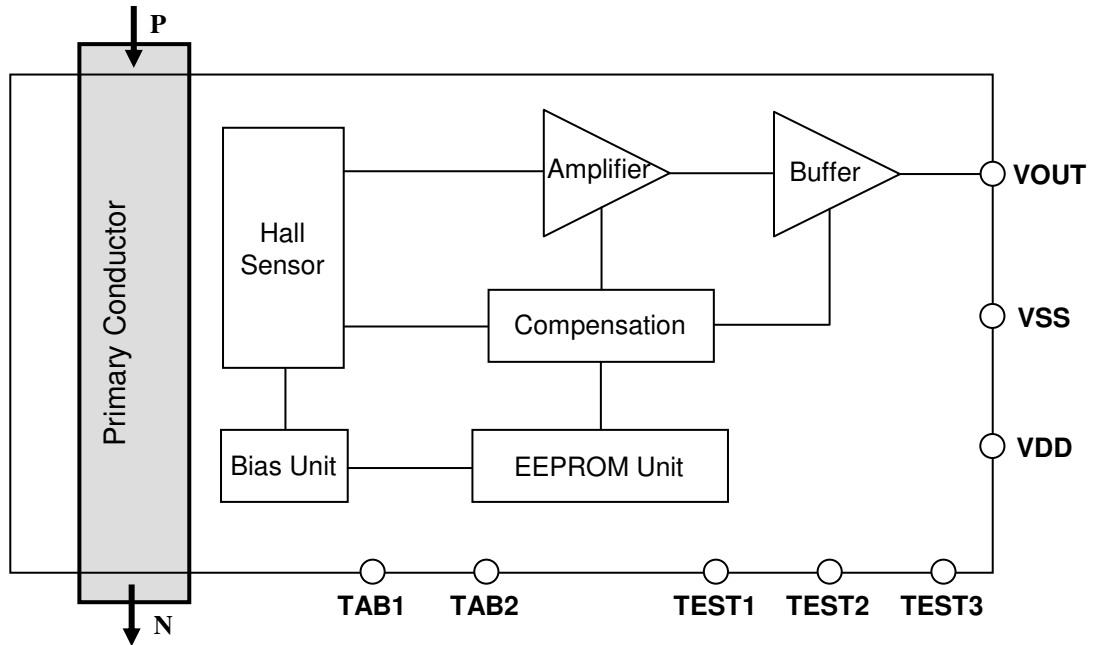 P
Primary Conductor
Hall
Sensor
Amplifier
Buffer
VOUT
Compensation
VSS
Bias Unit
EEPROM Unit
VDD
TAB1
TAB2
TEST1
TEST2
TEST3
N